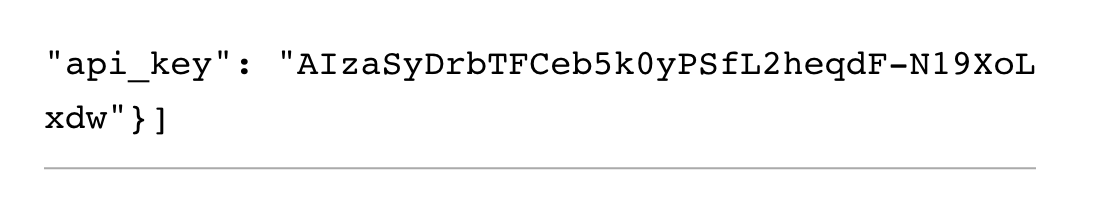 "api_key": "AIzaSyDrbTFCeb5k0yPSfL2heqdF-N19XoL
xdw"}]